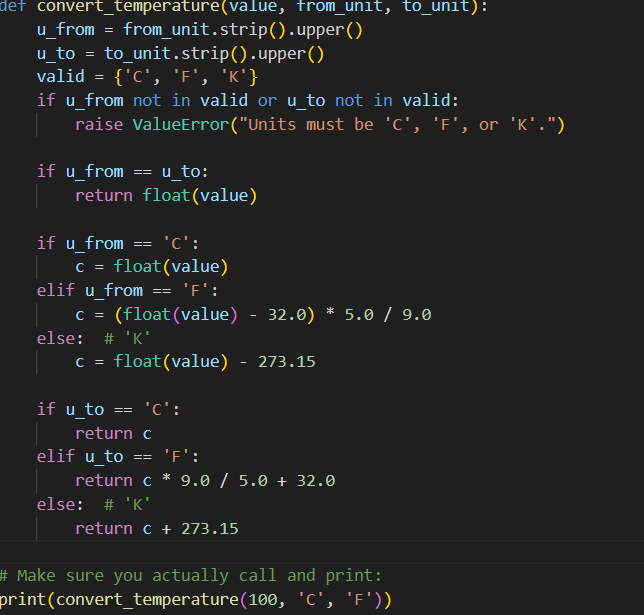 def convert_temperature(value, from_unit, to_unit):
    u_from = from_unit.strip().upper()
    u_to = to_unit.strip().upper()
    valid = {'C', 'F', 'K'}
    if u_from not in valid or u_to not in valid:
        raise ValueError("Units must be 'C', 'F', or 'K'.")

    if u_from == u_to:
        return float(value)

    if u_from == 'C':
        c = float(value)
    elif u_from == 'F':
        c = (float(value) - 32.0) * 5.0 / 9.0
    else:  # 'K'
        c = float(value) - 273.15

    if u_to == 'C':
        return c
    elif u_to == 'F':
        return c * 9.0 / 5.0 + 32.0
    else:  # 'K'
        return c + 273.15

# Make sure you actually call and print:
print(convert_temperature(100, 'C', 'F'))